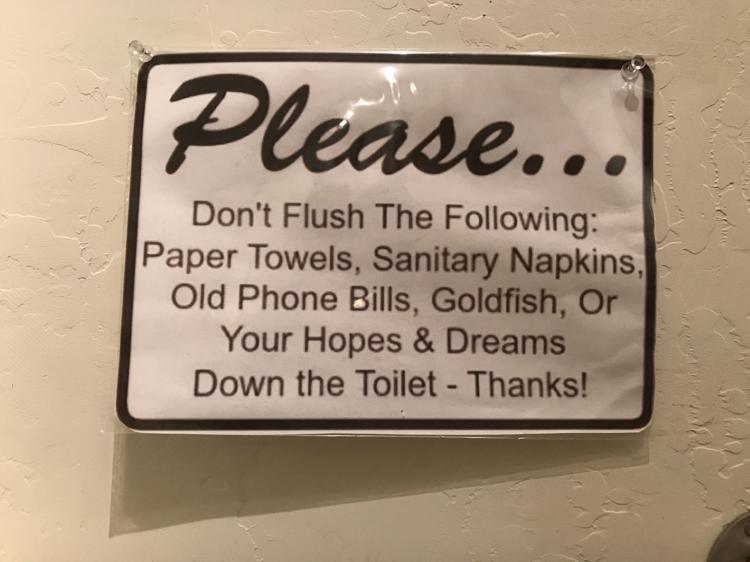 Please...
Don't Flush The Following:
Paper Towels, Sanitary Napkins,
Old Phone Bills, Goldfish, Or
Your Hopes & Dreams
Down the Toilet - Thanks!